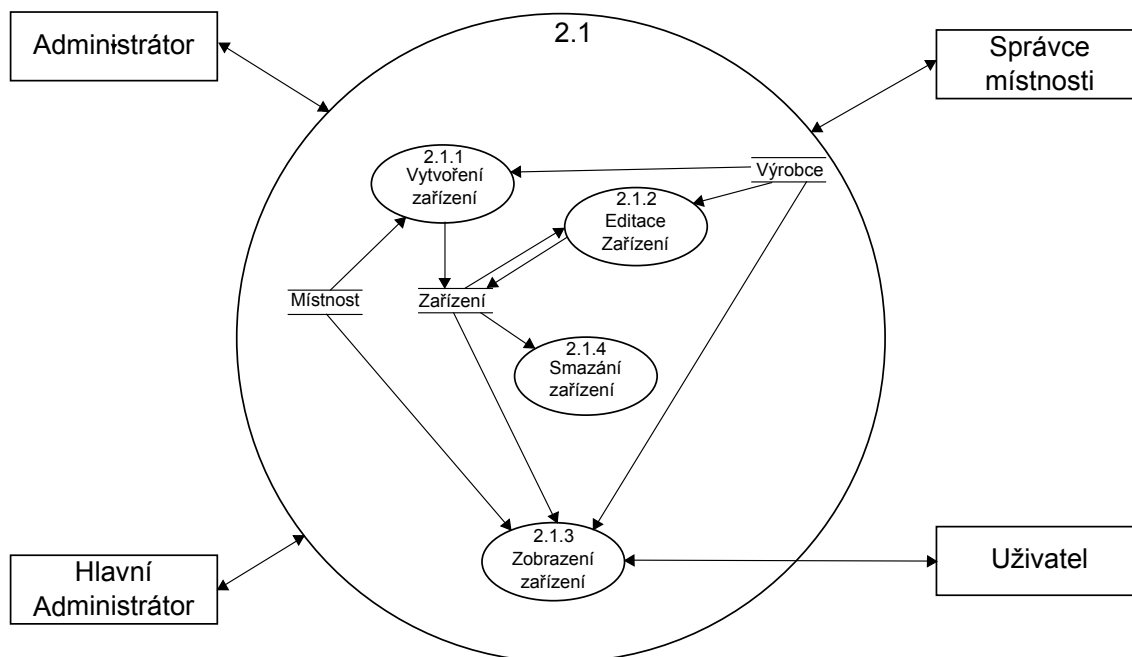 Administrátor
2.1
Správce
místnosti
2.1.1
Vytvoření
zařízení
Výrobce
2.1.2
Editace
Zařízení
Místnost
Zařízení
2.1.4
Smazání
zařízení
2.1.3
Zobrazení
zařízení
Hlavní
Administrátor
Uživatel